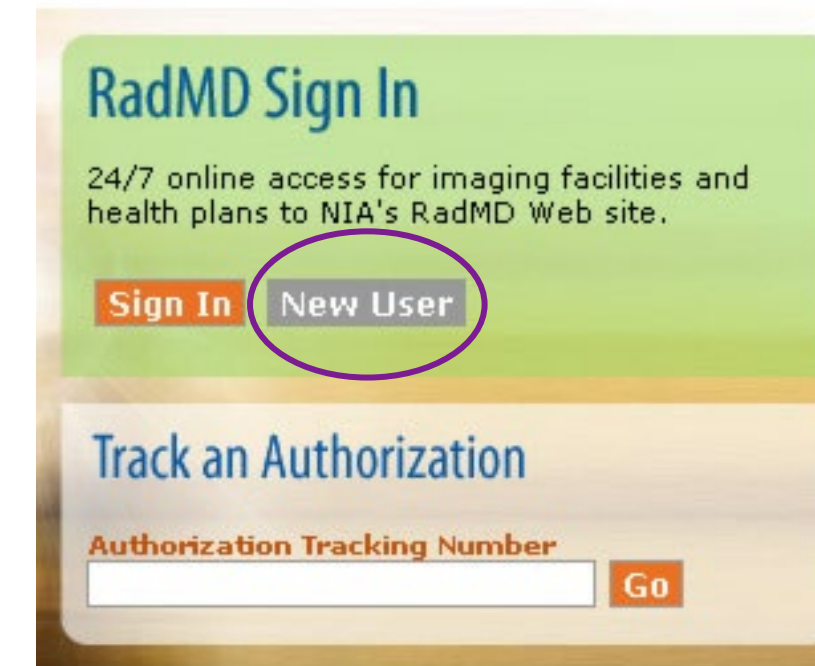 RadMD Sign In
24/7 online access for imaging facilities and
health plans to NIA's RadMD Web site.
Sign In New User
Track an Authorization
Authorization Tracking Number
Go